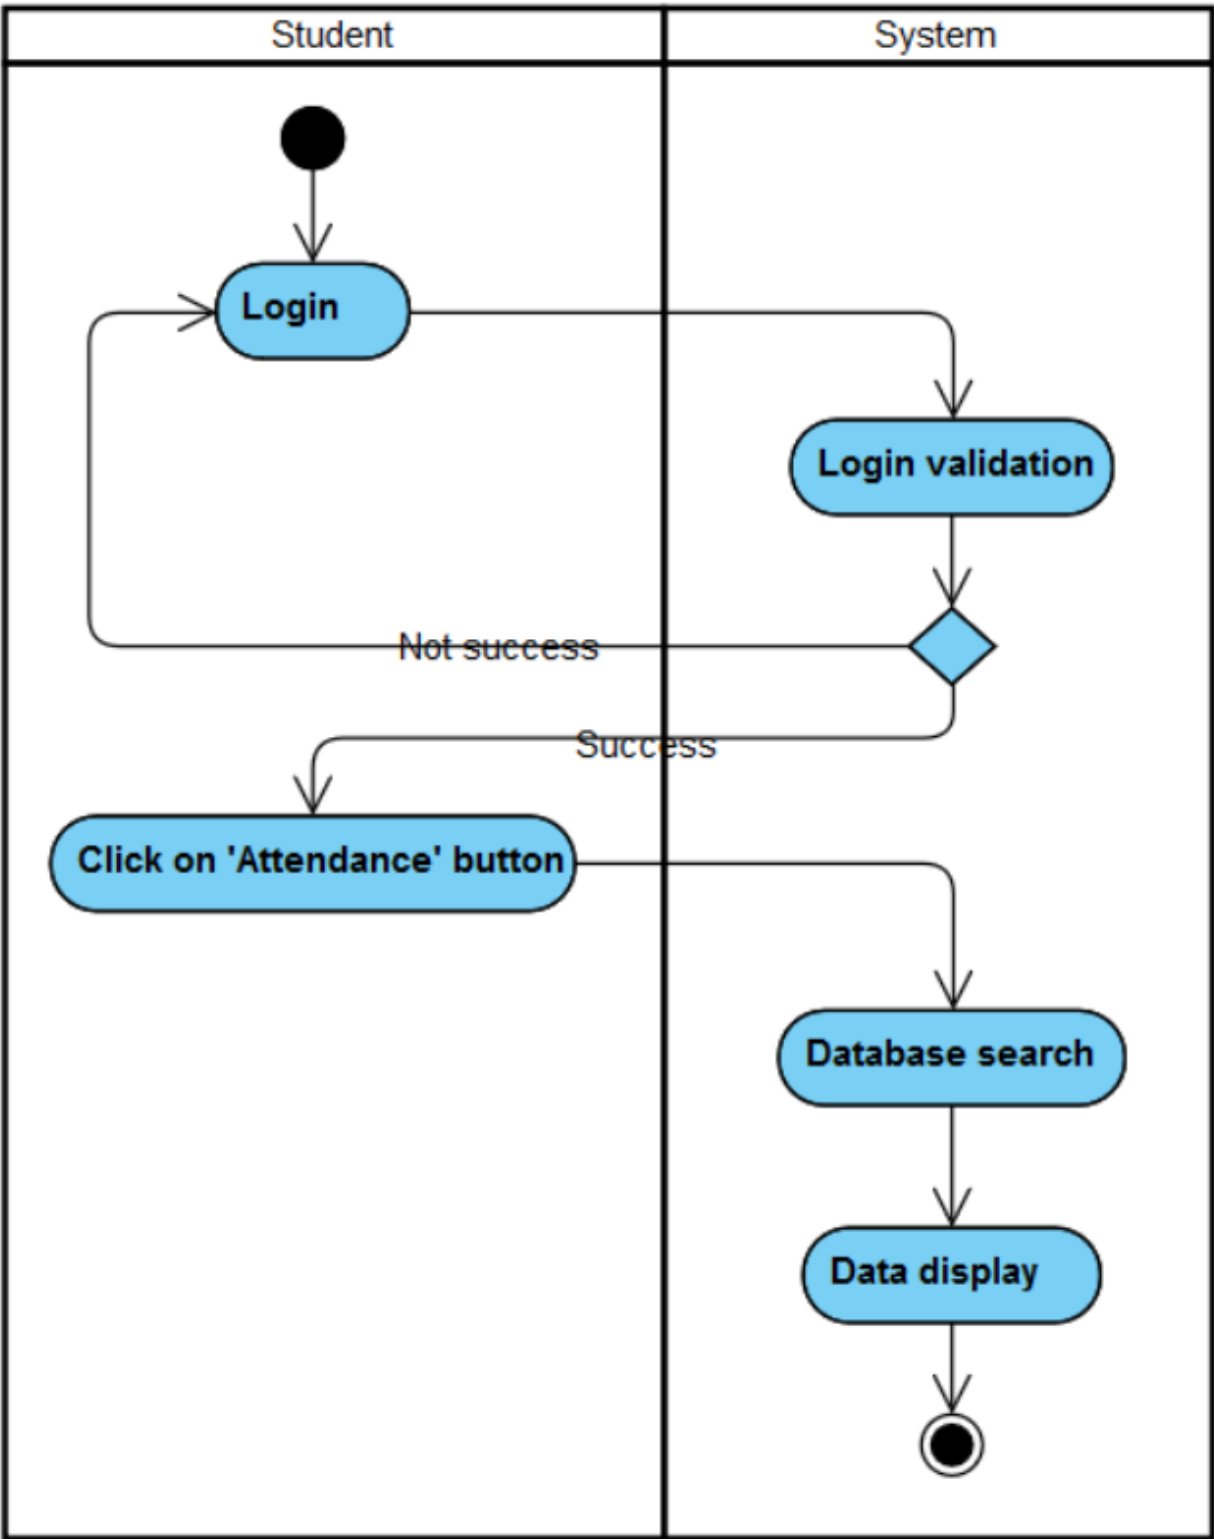 Student
System
Login
Login validation
Not success
Success
Click on 'Attendance' button
Database search
Data display